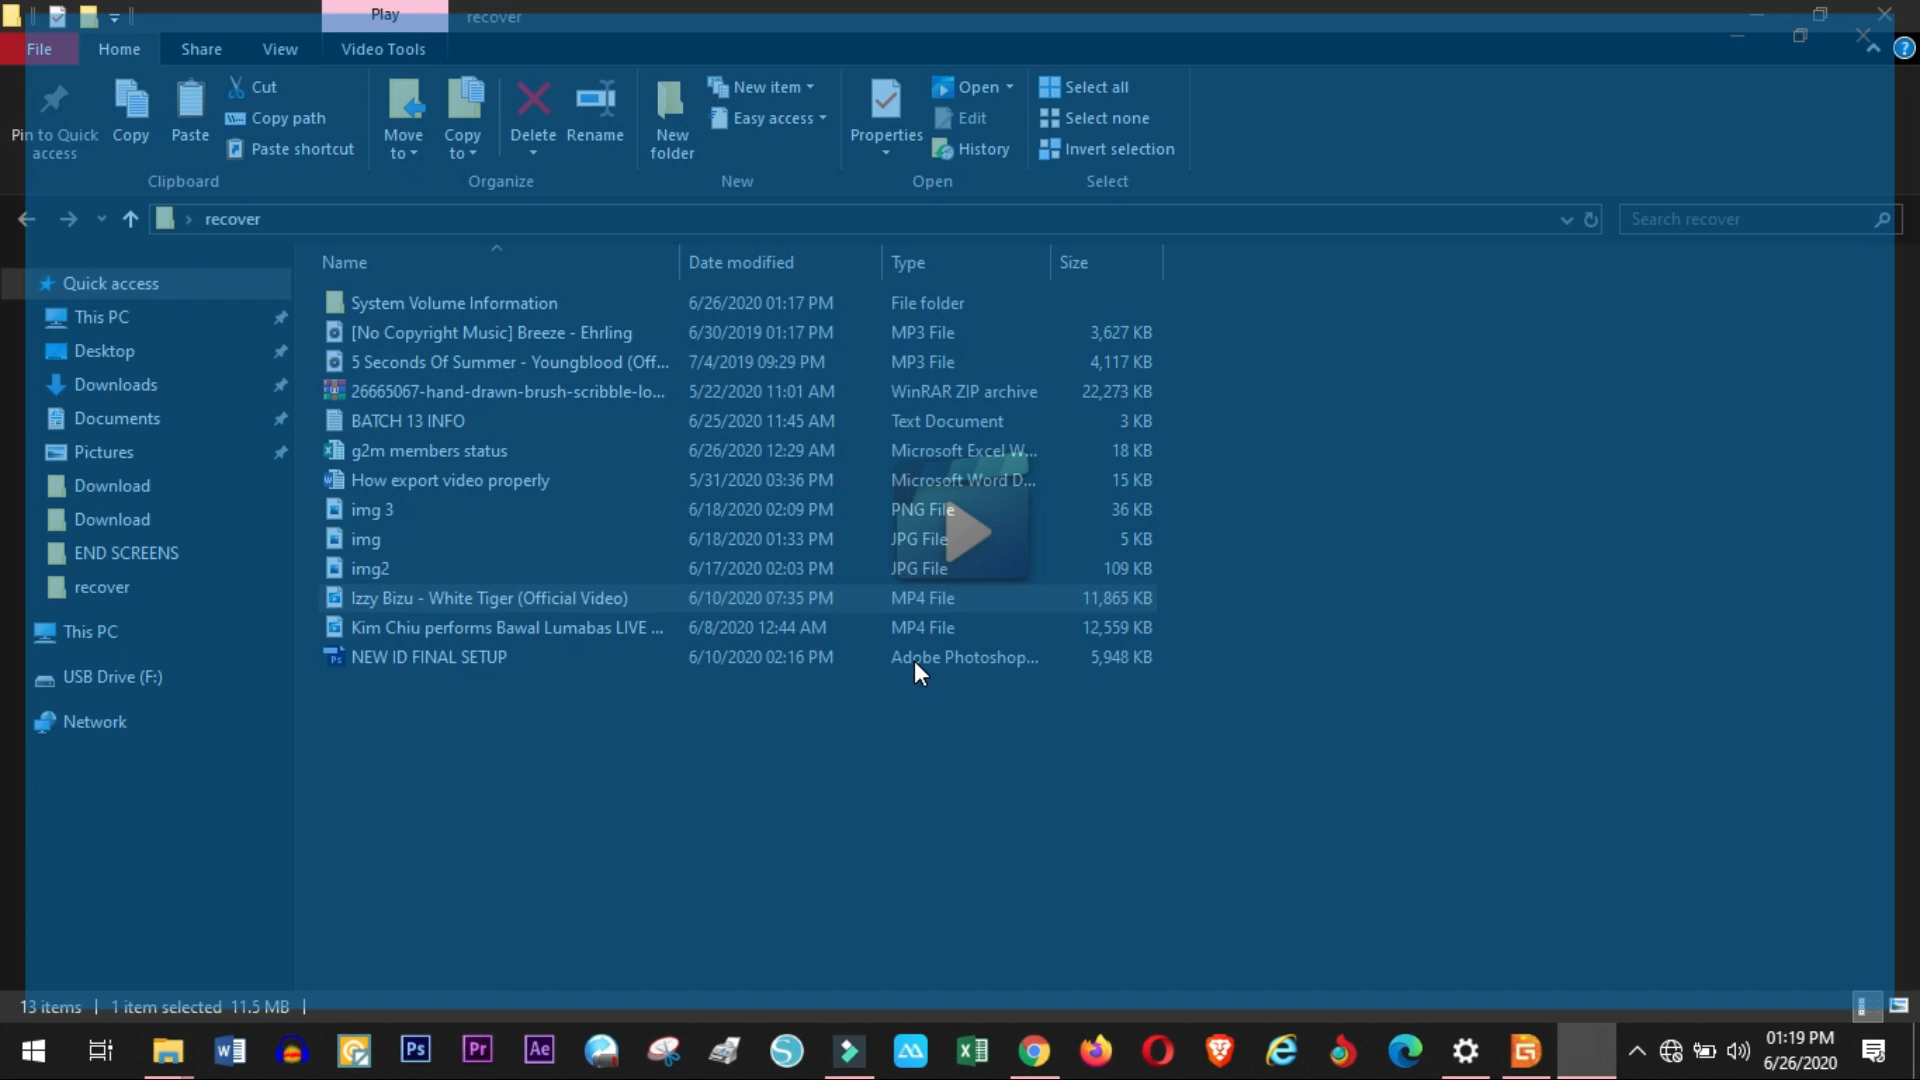 Play recover
File Home Share View Video Tools
Pin to Quick access
Copy
Paste
Cut
Copy path
Paste shortcut
Clipboard
Move to
Copy to
Delete
Rename
Organize
New folder
New item
Easy access
New
Properties
Open
Edit
History
Open
Select all
Select none
Invert selection
Select
recover
Search recover
Quick access
This PC
Desktop
Downloads
Documents
Pictures
Download
Download
END SCREENS
recover
This PC
USB Drive (F:)
Network
Name Date modified Type Size
System Volume Information 6/26/2020 01:17 PM File folder
[No Copyright Music] Breeze - Ehrling 6/30/2019 01:17 PM MP3 File 3,627 KB
5 Seconds Of Summer - Youngblood (Off... 7/4/2019 09:29 PM MP3 File 4,117 KB
26665067-hand-drawn-brush-scribble-lo... 5/22/2020 11:01 AM WinRAR ZIP archive 22,273 KB
BATCH 13 INFO 6/25/2020 11:45 AM Text Document 3 KB
g2m members status 6/26/2020 12:29 AM Microsoft Excel W... 18 KB
How export video properly 5/31/2020 03:36 PM Microsoft Word D... 15 KB
img 3 6/18/2020 02:09 PM PNG File 36 KB
img 6/18/2020 01:33 PM JPG File 5 KB
img2 6/17/2020 02:03 PM JPG File 109 KB
Izzy Bizu - White Tiger (Official Video) 6/10/2020 07:35 PM MP4 File 11,865 KB
Kim Chiu performs Bawal Lumabas LIVE ... 6/8/2020 12:44 AM MP4 File 12,559 KB
NEW ID FINAL SETUP 6/10/2020 02:16 PM Adobe Photoshop... 5,948 KB
13 items 1 item selected 11.5 MB
Ps Pr Ae
01:19 PM
6/26/2020